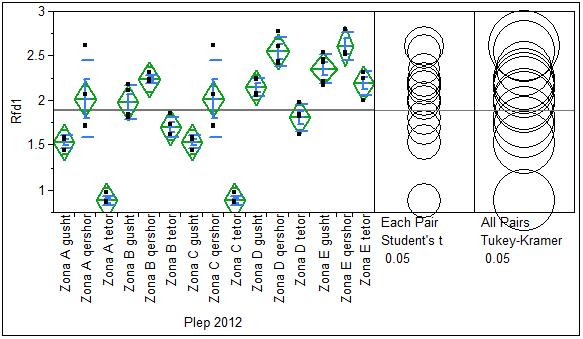 3
2.5
2
1.5
1
Rfd1
Zona A gusht
Zona A qershor
Zona A tetor
Zona B gusht
Zona B qershor
Zona B tetor
Zona C gusht
Zona C qershor
Zona C tetor
Zona D gusht
Zona D qershor
Zona D tetor
Zona E gusht
Zona E qershor
Zona E tetor
Plep 2012
Each Pair
Student's t
0.05
All Pairs
Tukey-Kramer
0.05